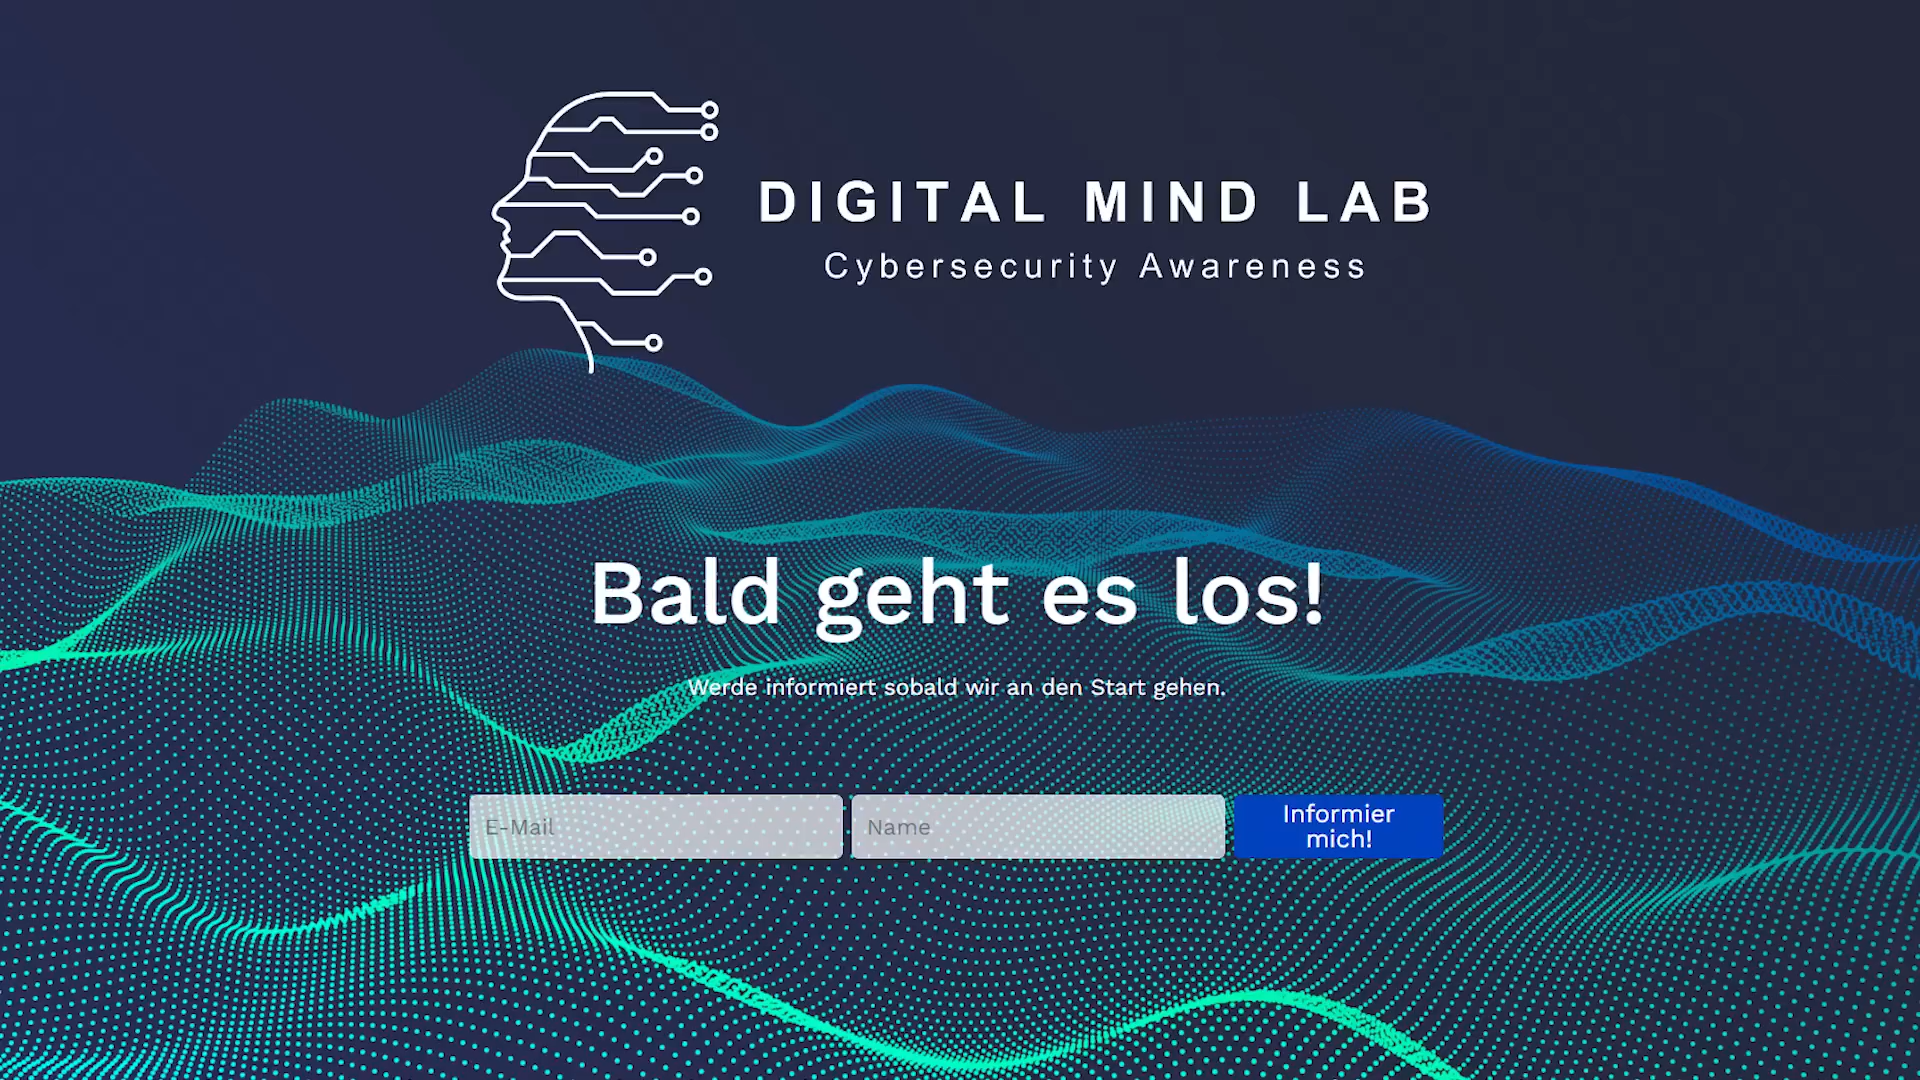 DIGITAL MIND LAB
Cybersecurity Awareness
Bald geht es los!
Werde informiert sobald wir an den Start gehen.
E-Mail
Name
Informier
mich!